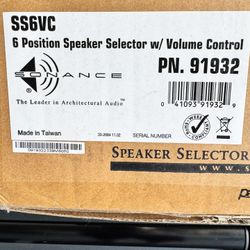 SS6VC
6 Position Speaker Selector w/ Volume Control
PN. 91932
SONANCE
The Leader in Architectural Audio™
0 41093 91932 9
Made in Taiwan
SERIAL NUMBER
SPEAKER SELECTOR